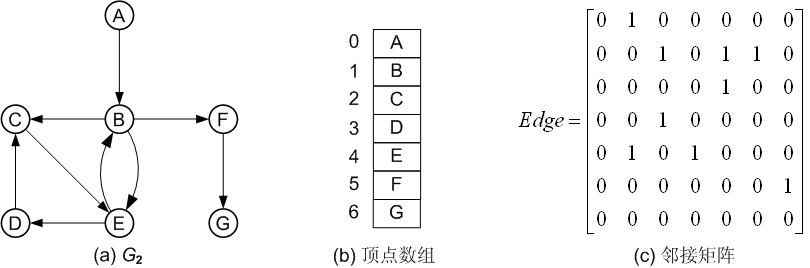 A
C
B
F
D
E
G
(a) G2
0 A
1 B
2 C
3 D
4 E
5 F
6 G
(b) 顶点数组
0 1 0 0 0 0 0
0 0 1 0 1 1 0
0 0 0 0 1 0 0
Edge = 0 0 1 0 0 0 0
0 1 0 1 0 0 0
0 0 0 0 0 0 1
0 0 0 0 0 0 0
(c) 邻接矩阵